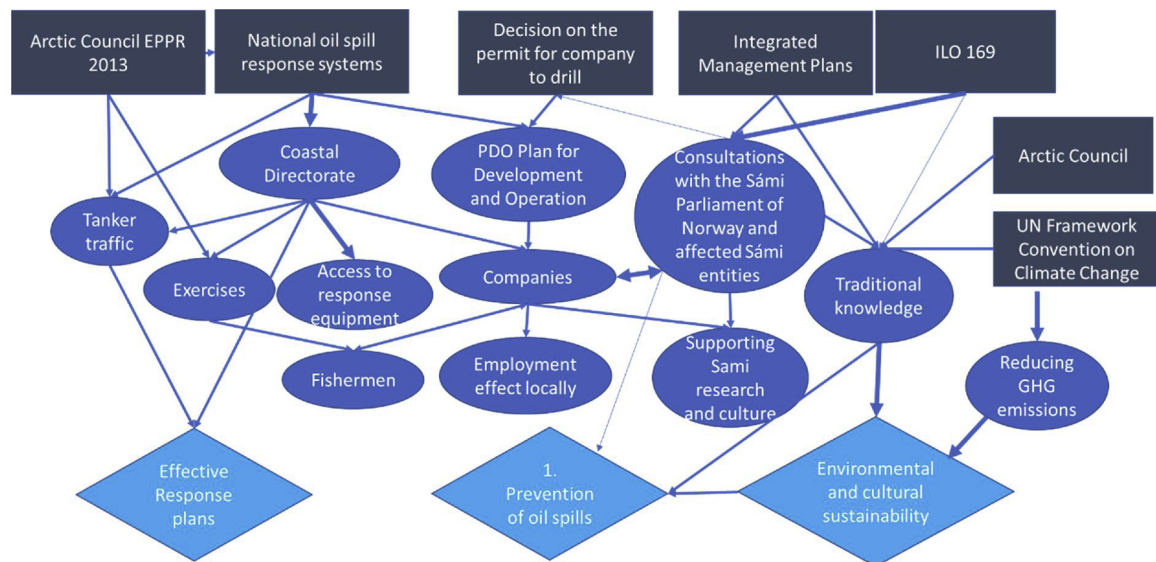 Arctic Council EPPR
2013
National oil spill
response systems
Decision on the
permit for company
to drill
Integrated
Management Plans
ILO 169
Coastal
Directorate
PDO Plan for
Development
and Operation
Consultations
with the Sámi
Parliament of
Norway and
affected Sámi
entities
Arctic Council
Tanker
traffic
UN Framework
Convention on
Climate Change
Exercises
Access to
response
equipment
Companies
Traditional
knowledge
Fishermen
Employment
effect locally
Supporting
Sami
research
and culture
Reducing
GHG
emissions
Effective
Response
plans
1.
Prevention
of oil spills
Environmental
and cultural
sustainability